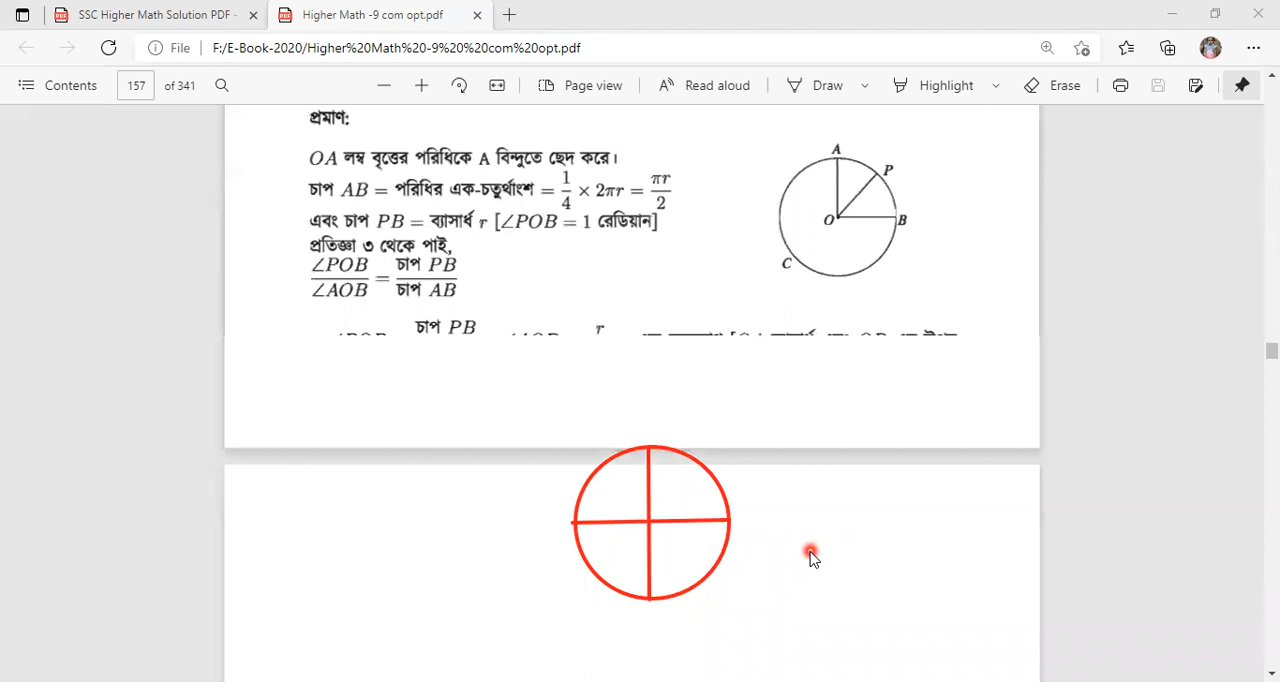 SSC Higher Math Solution PDF -
Higher Math -9 com opt.pdf
File
F:/E-Book-2020/Higher%20Math%20-9%20%20com%20opt.pdf
Contents
157 of 341
Page view
Read aloud
Draw
Highlight
Erase
প্রমাণ:
OA লম্ব বৃত্তের পরিধিকে A বিন্দুতে ছেদ করে।
চাপ AB = পরিধির এক-চতুর্থাংশ = 1/4 × 2πr = πr/2
এবং চাপ PB = ব্যাসার্ধ r [∠POB = 1 রেডিয়ান]
প্রতিজ্ঞা ৩ থেকে পাই,
∠POB/∠AOB = চাপ PB/চাপ AB
চাপ PB
r
A
P
O
B
C